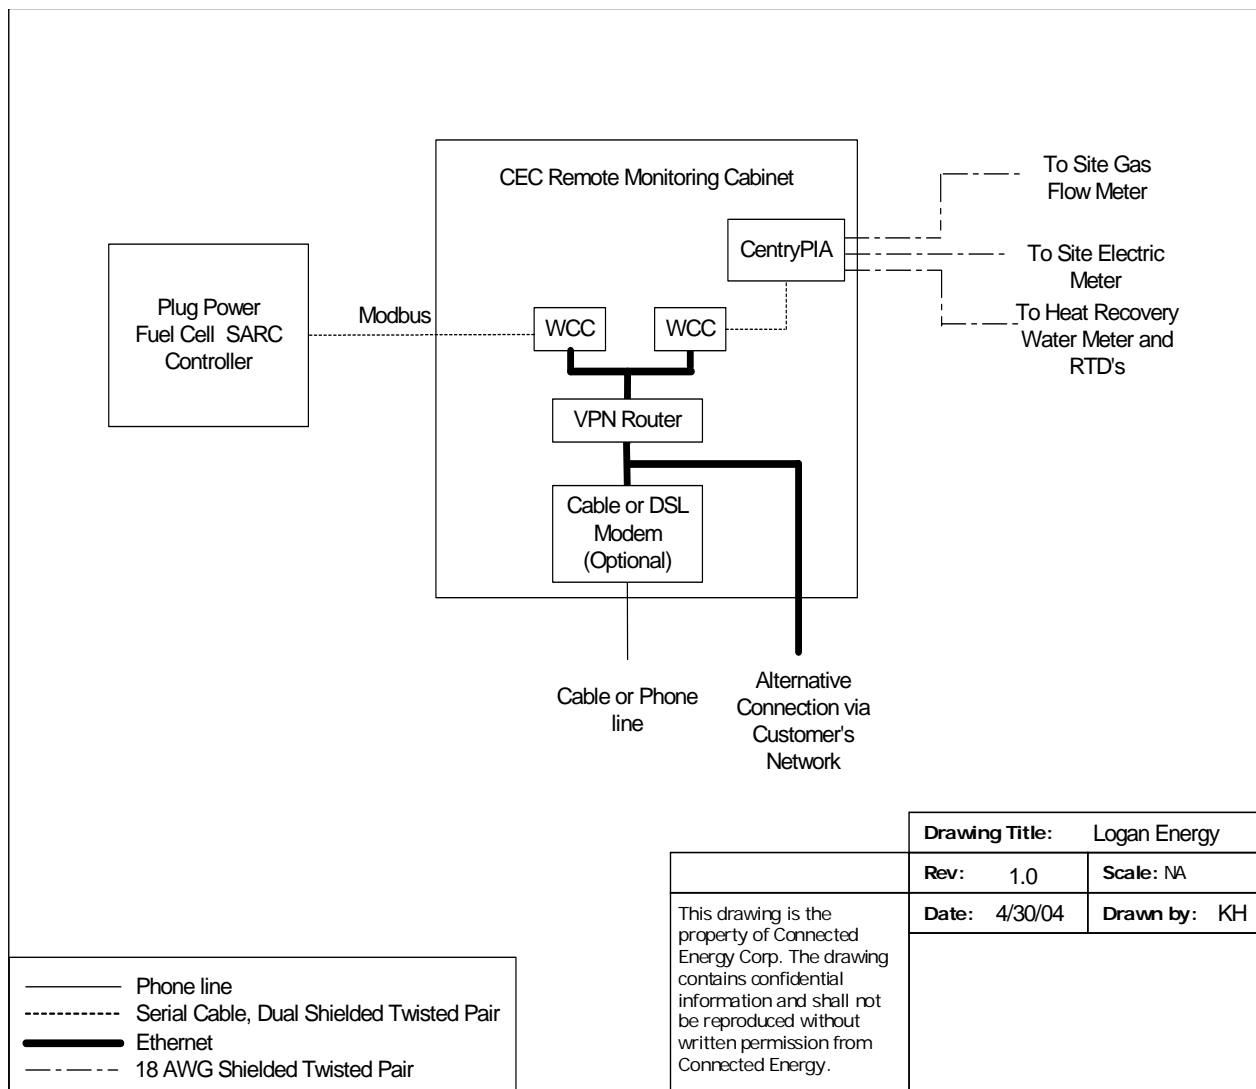 CEC Remote Monitoring Cabinet
To Site Gas
Flow Meter
CentryPIA
To Site Electric
Meter
Plug Power
Fuel Cell SARC
Controller
Modbus
WCC
WCC
To Heat Recovery
Water Meter and
RTD's
VPN Router
Cable or DSL
Modem
(Optional)
Cable or Phone
line
Alternative
Connection via
Customer's
Network
Drawing Title: Logan Energy
Rev: 1.0
Scale: NA
Date: 4/30/04
Drawn by: KH
This drawing is the
property of Connected
Energy Corp. The drawing
contains confidential
information and shall not
be reproduced without
written permission from
Connected Energy.
Phone line
Serial Cable, Dual Shielded Twisted Pair
Ethernet
18 AWG Shielded Twisted Pair